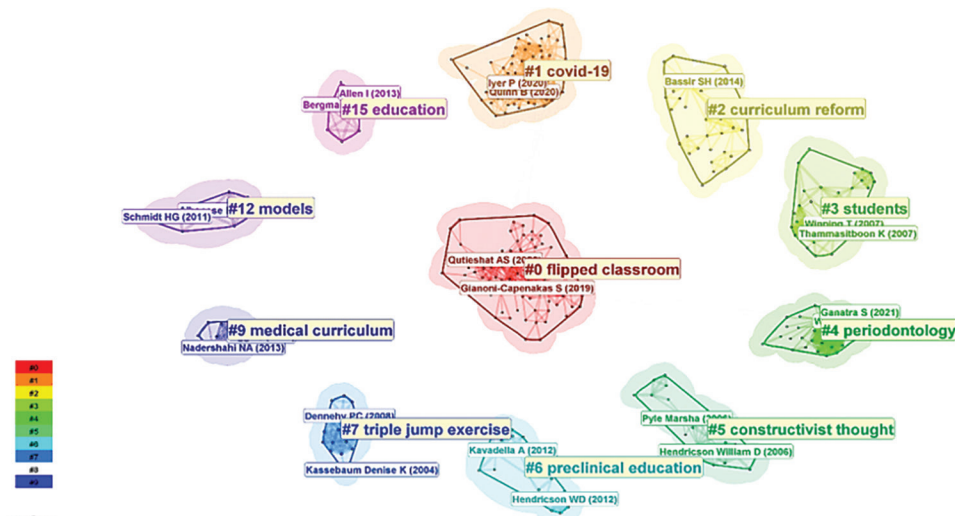 Allen I (2013)
Bergma
#15 education
#1 covid-19
Iyer P (2020)
Quinn B (2020)
Bassir SH (2014)
#2 curriculum reform
#12 models
Schmidt HG (2011)
#3 students
Winning T (2007)
Thammasitboon K (2007)
Qutieshat AS
#0 flipped classroom
Gianoni-Capenakas S (2019)
#9 medical curriculum
Nadershahi NA (2013)
Ganatra S (2021)
W
#4 periodontology
Dennehy PC (2008)
#7 triple jump exercise
Kassebaum Denise K (2004)
Kavadella A (2012)
#6 preclinical education
Hendricson WD (2012)
Pyle Marsha (2006)
#5 constructivist thought
Hendricson William D (2006)
#0
#1
#2
#3
#4
#5
#6
#7
#8
#9